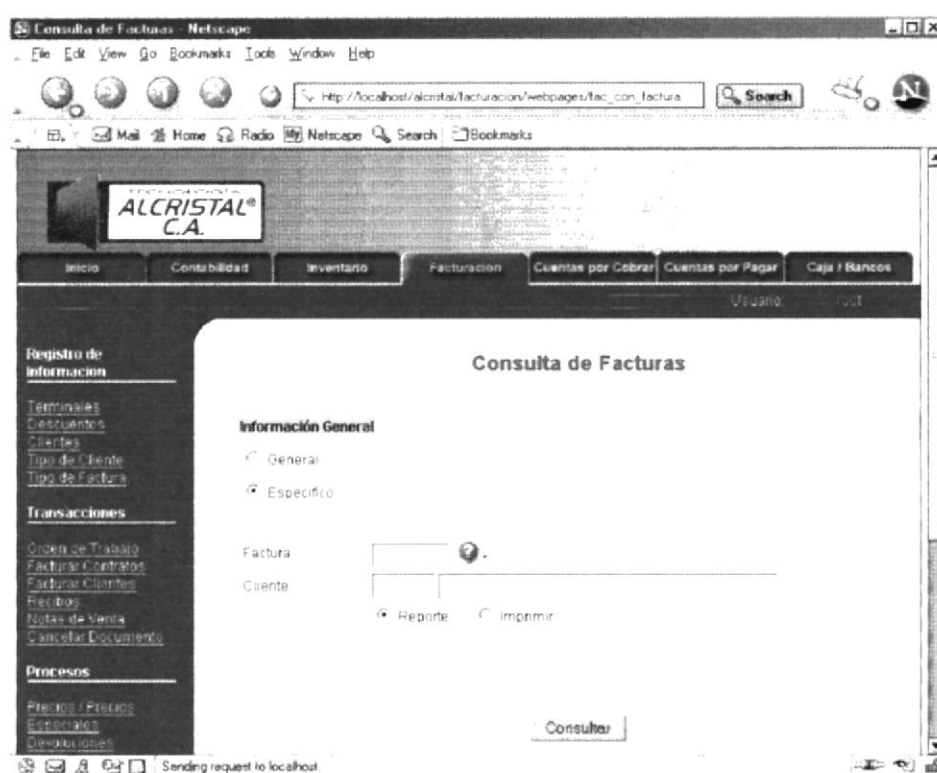 Consulta de Facturas - Netscape
File Edit View Go Bookmarks Tools Window Help
http://localhost/alcristal/facturacion/webpages/fac_con_factura Search
Mail Home Radio My Netscape Search Bookmarks
ALCRISTAL®
C.A.
Inicio Contabilidad Inventario Facturacion Cuentas por Cobrar Cuentas por Pagar Caja / Bancos
Usuario: root
Registro de
Informacion
Consulta de Facturas
Terminales
Descuentos
Clientes
Tipo de Cliente
Tipo de Factura
Información General
General
Especifico
Transacciones
Orden de Trabajo
Facturar Contratos
Facturar Clientes
Recibos
Notas de Venta
Cancelar Documento
Factura
Cliente
Reporte Imprimir
Procesos
Precios / Precios
Especiales
Devoluciones
Consultar
Sending request to localhost.